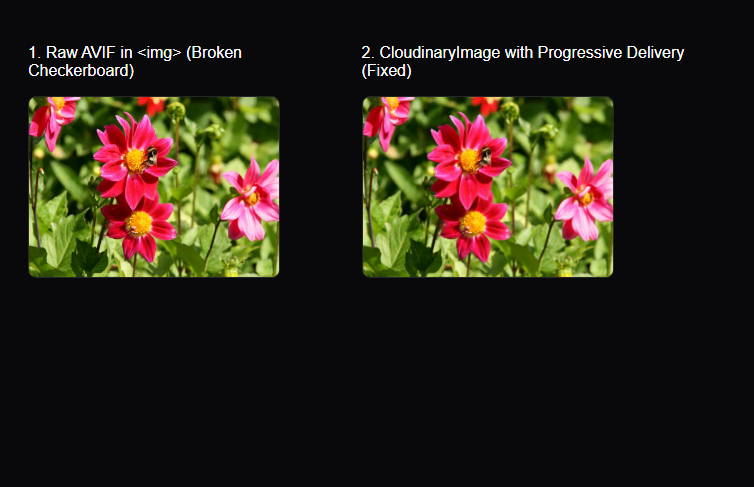 1. Raw AVIF in <img> (Broken
Checkerboard)
2. CloudinaryImage with Progressive Delivery
(Fixed)